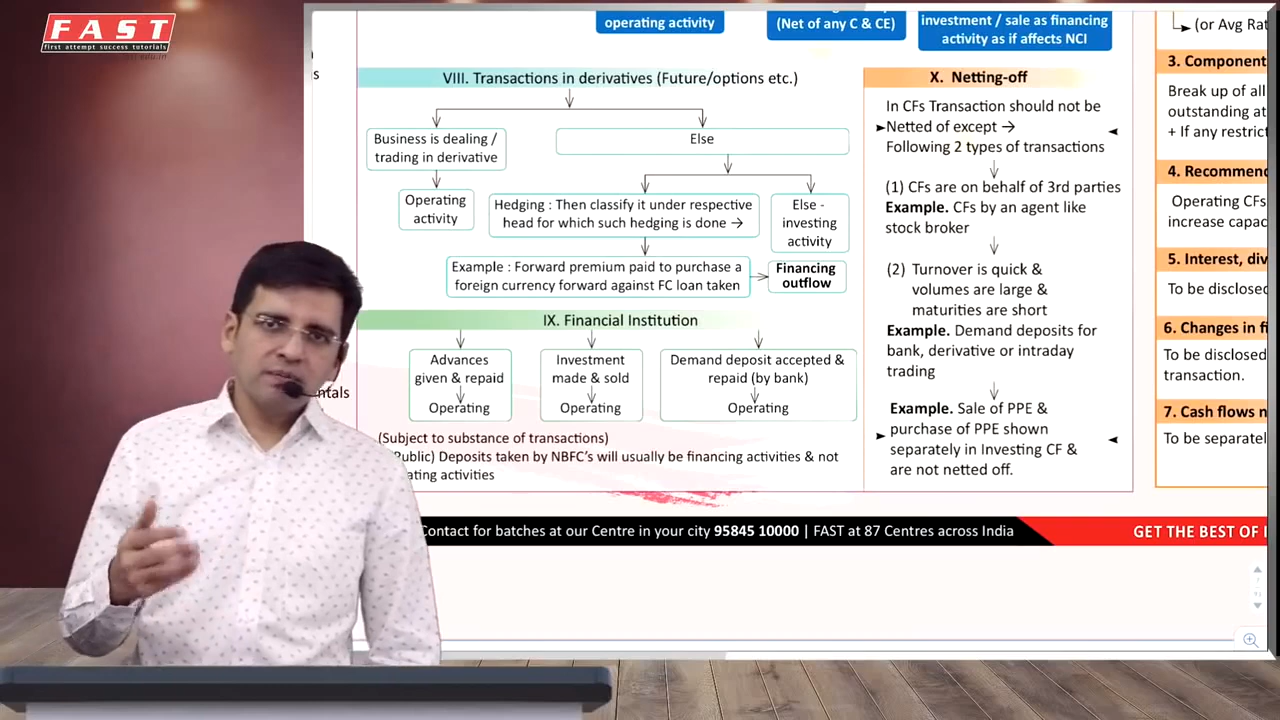 FAST
first attempt success tutorials
operating activity
(Net of any C & CE)
investment / sale as financing
activity as if affects NCI
(or Avg Rat
s
VIII. Transactions in derivatives (Future/options etc.)
Business is dealing /
trading in derivative
Else
Operating
activity
Hedging : Then classify it under respective
head for which such hedging is done →
Else -
investing
activity
Example : Forward premium paid to purchase a
foreign currency forward against FC loan taken
Financing
outflow
IX. Financial Institution
Advances
given & repaid
Operating
Investment
made & sold
Operating
Demand deposit accepted &
repaid (by bank)
Operating
ntals
(Subject to substance of transactions)
Public) Deposits taken by NBFC's will usually be financing activities & not
ating activities
X. Netting-off
In CFs Transaction should not be
Netted of except →
Following 2 types of transactions
(1) CFs are on behalf of 3rd parties
Example. CFs by an agent like
stock broker
(2) Turnover is quick &
volumes are large &
maturities are short
Example. Demand deposits for
bank, derivative or intraday
trading
Example. Sale of PPE &
purchase of PPE shown
separately in Investing CF &
are not netted off.
3. Component
Break up of all
outstanding at
+ If any restrict
4. Recommend
Operating CFs
increase capac
5. Interest, div
To be disclosed
6. Changes in fi
To be disclosed
transaction.
7. Cash flows n
To be separatel
Contact for batches at our Centre in your city 95845 10000 | FAST at 87 Centres across India
GET THE BEST OF I